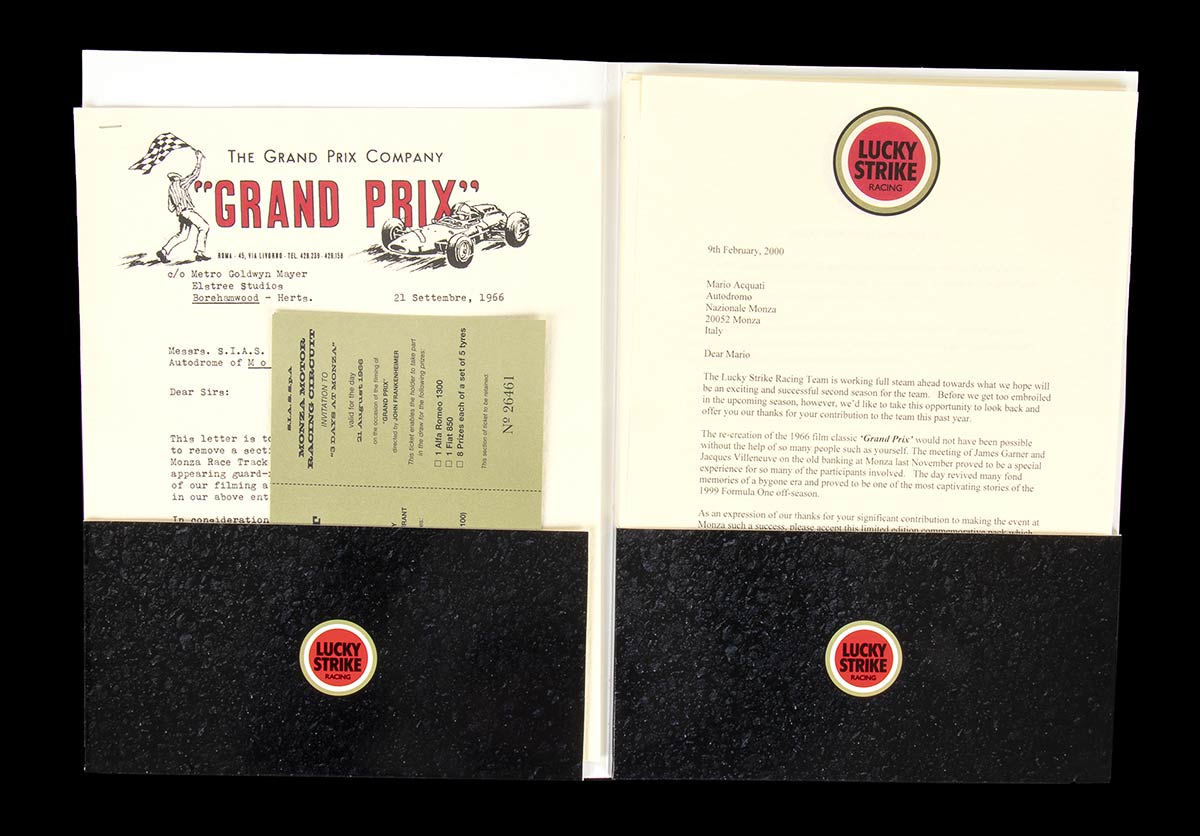 THE GRAND PRIX COMPANY
"GRAND PRIX"
ROMA - 45, VIA LIVORNO - TEL. 428.239 - 429.158
c/o Metro Goldwyn Mayer
Elstree Studios
Borehamwood - Herts.
21 Settembre, 1966
Messrs. S.I.A.S.
Autodrome of M o
Dear Sirs:
This letter is to
to remove a secti
Monza Race Track
appearing guard-
of our filming a
in our above ent
In consideration
S.I.A.S. S.p.A.
MONZA MOTOR
RACING CIRCUIT
INVITATION TO
"3 DAYS AT MONZA"
valid for the day
21 August 1966
on the occasion of the filming of
"GRAND PRIX"
directed by JOHN FRANKENHEIMER
This ticket enables the holder to take part
in the draw for the following prizes:
☐ 1 Alfa Romeo 1300
☐ 1 Fiat 850
☐ 8 Prizes each of a set of 5 tyres
This section of ticket to be retained.
Nº 26461
LUCKY
STRIKE
RACING
9th February, 2000
Mario Acquati
Autodromo
Nazionale Monza
20052 Monza
Italy
Dear Mario
The Lucky Strike Racing Team is working full steam ahead towards what we hope will
be an exciting and successful second season for the team. Before we get too embroiled
in the upcoming season, however, we'd like to take this opportunity to look back and
offer you our thanks for your contribution to the team this past year.
The re-creation of the 1966 film classic 'Grand Prix' would not have been possible
without the help of so many people such as yourself. The meeting of James Garner and
Jacques Villeneuve on the old banking at Monza last November proved to be a special
experience for so many of the participants involved. The day revived many fond
memories of a bygone era and proved to be one of the most captivating stories of the
1999 Formula One off-season.
As an expression of our thanks for your significant contribution to making the event at
Monza such a success, please accept this limited edition commemorative pack which
LUCKY
STRIKE
RACING
LUCKY
STRIKE
RACING